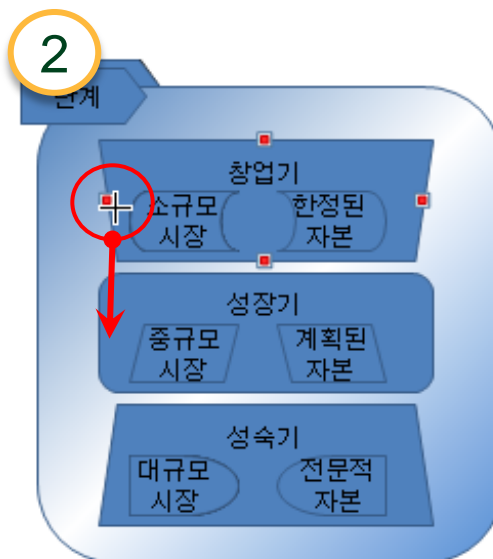 2
단계
창업기
소규모 한정된
시장 자본
성장기
중규모 계획된
시장 자본
성숙기
대규모 전문적
시장 자본